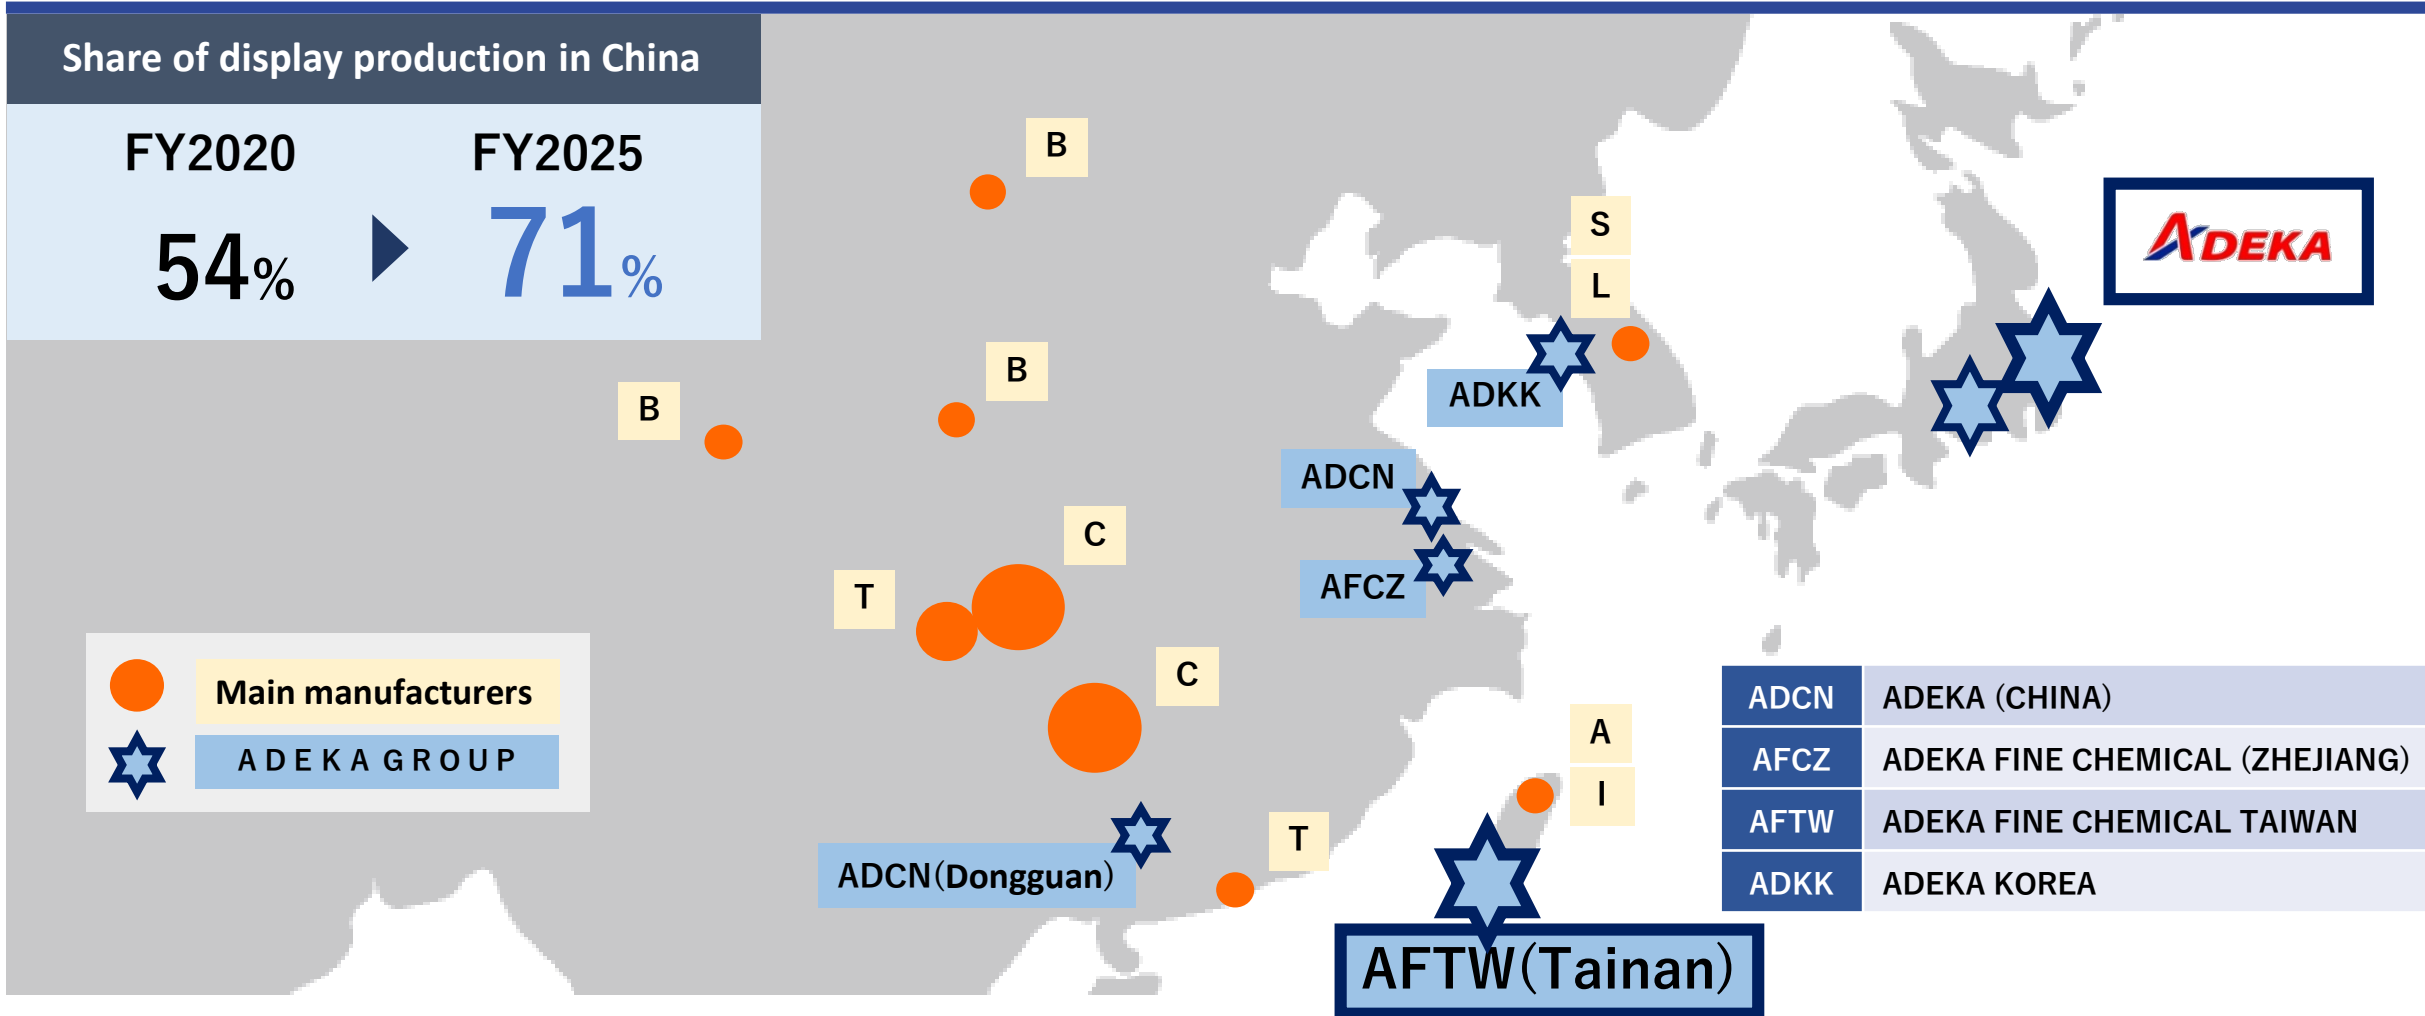 Share of display production in China
FY2020
FY2025
54%
71%
B
S
L
ADEKA
B
B
ADKK
ADCN
C
T
AFCZ
C
Main manufacturers
ADEKA GROUP
A
I
T
ADCN(Dongguan)
AFTW(Tainan)
ADCN ADEKA (CHINA)
AFCZ ADEKA FINE CHEMICAL (ZHEJIANG)
AFTW ADEKA FINE CHEMICAL TAIWAN
ADKK ADEKA KOREA